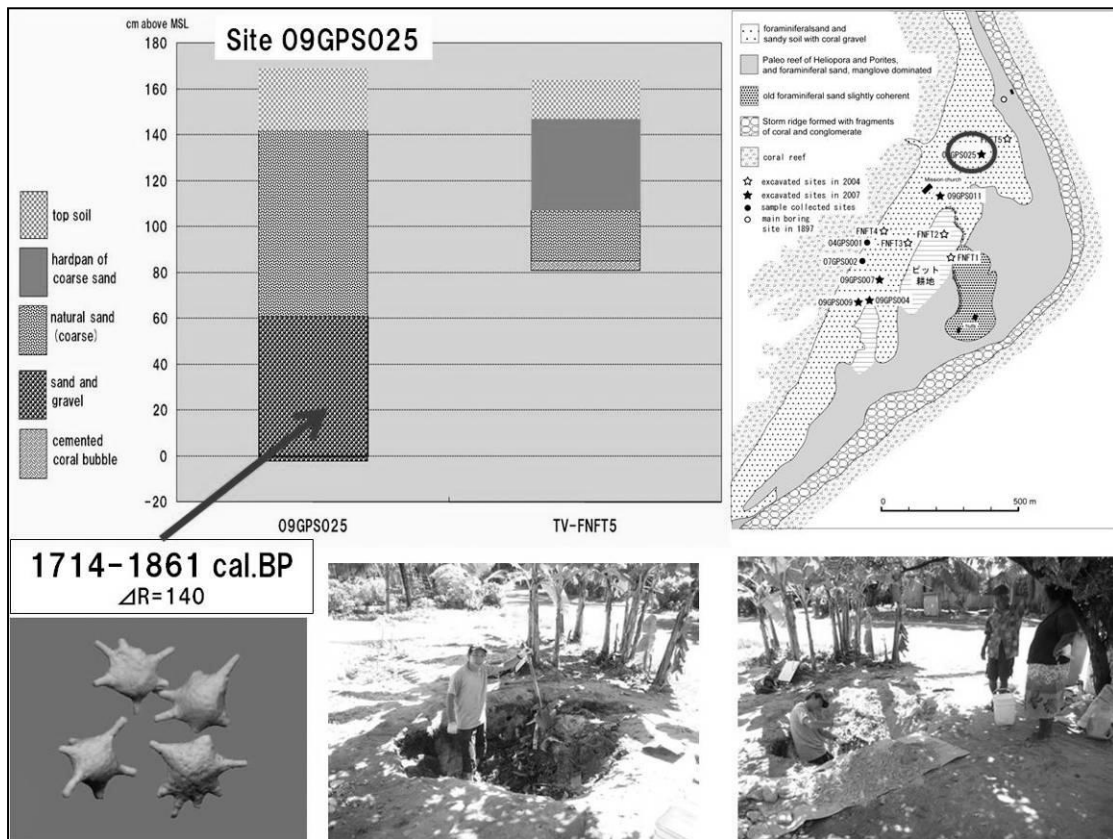 cm above MSL
Site 09GPS025
180
160
140
120
100
80
60
40
20
0
-20
top soil
hardpan of
coarse sand
natural sand
(coarse)
sand and
gravel
cemented
coral bubble
09GPS025
TV-FNFT5
1714-1861 cal.BP
⊿R=140
foraminiferalsand and
sandy soil with coral gravel
Paleo reef of Heliopora and Porites,
and foraminiferal sand, manglove dominated
old foraminiferal sand slightly coherent
Storm ridge formed with fragments
of coral and conglomerate
coral reef
☆ excavated sites in 2004
★ excavated sites in 2007
● sample collected sites
○ main boring
site in 1897
FNFT5
09GPS025
Mission church
09GPS011
FNFT4
FNFT2
04GPS001
FNFT3
FNFT1
07GPS002
ピット
耕地
09GPS007
09GPS009
09GPS004
0
500 m